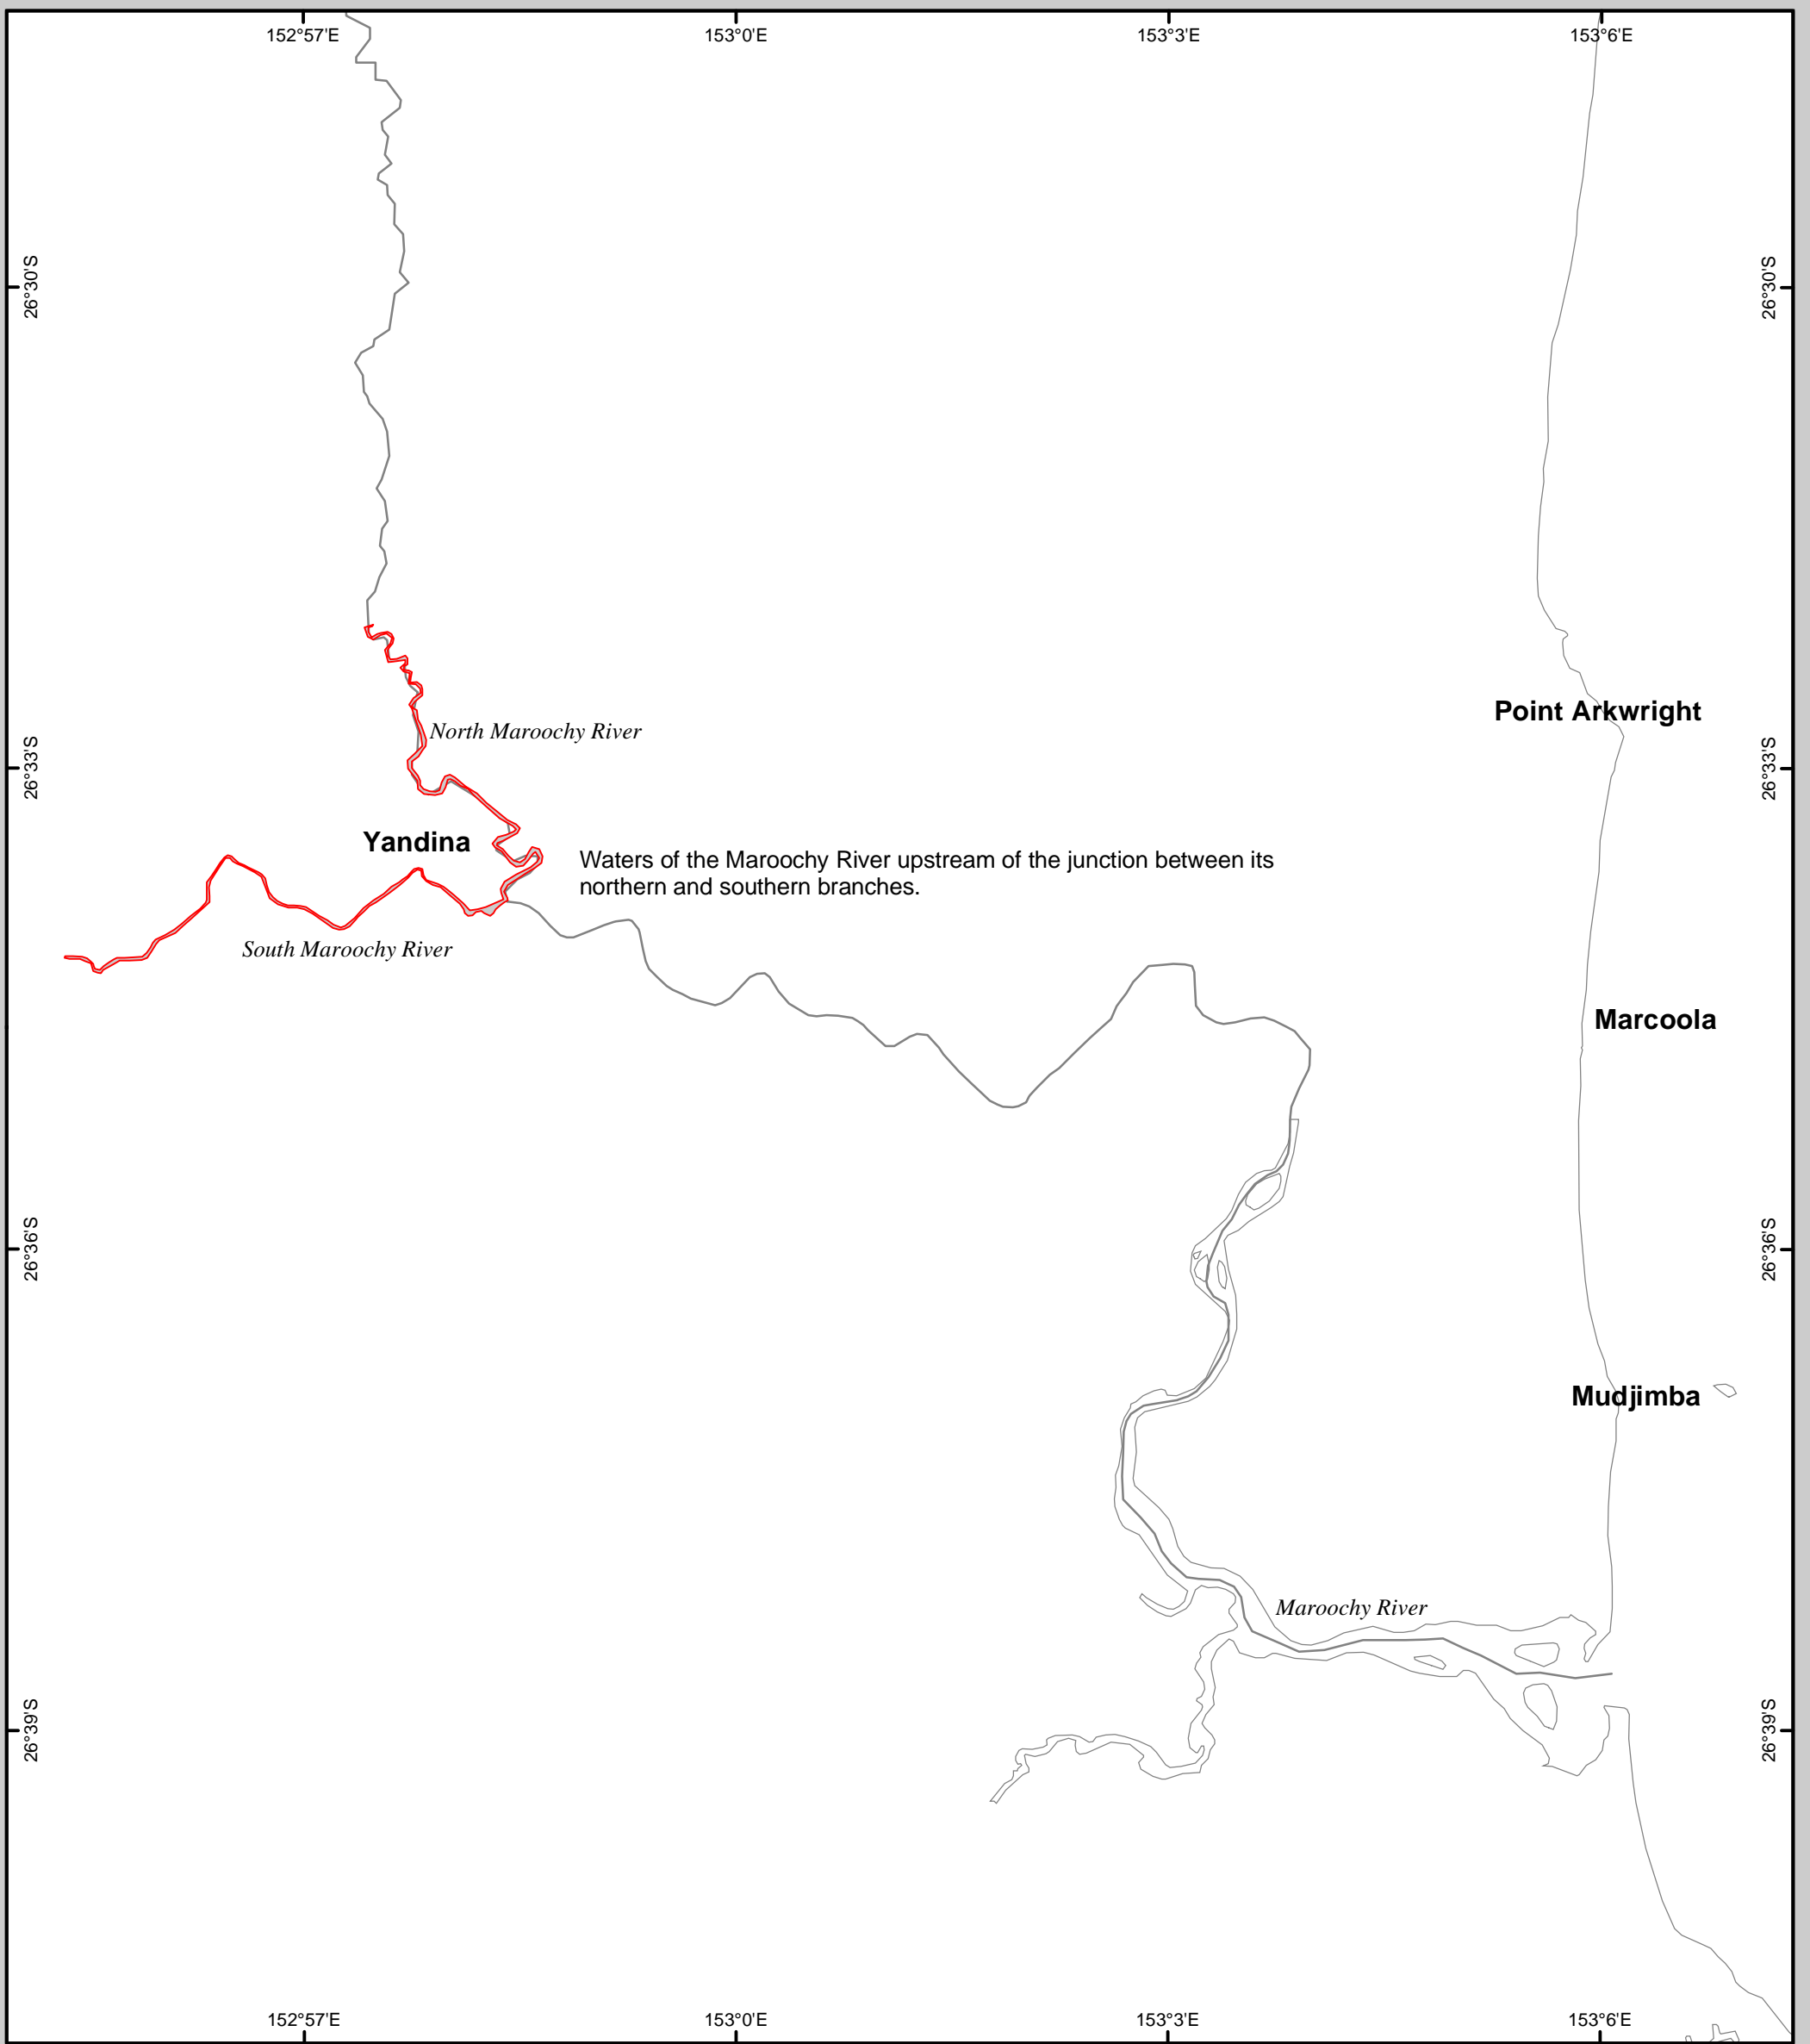 152°57'E
153°0'E
153°3'E
153°6'E
26°30'S
26°30'S
Point Arkwright
North Maroochy River
26°33'S
26°33'S
Yandina
Waters of the Maroochy River upstream of the junction between its
northern and southern branches.
South Maroochy River
Marcoola
26°36'S
26°36'S
Mudjimba
Maroochy River
26°39'S
26°39'S
152°57'E
153°0'E
153°3'E
153°6'E